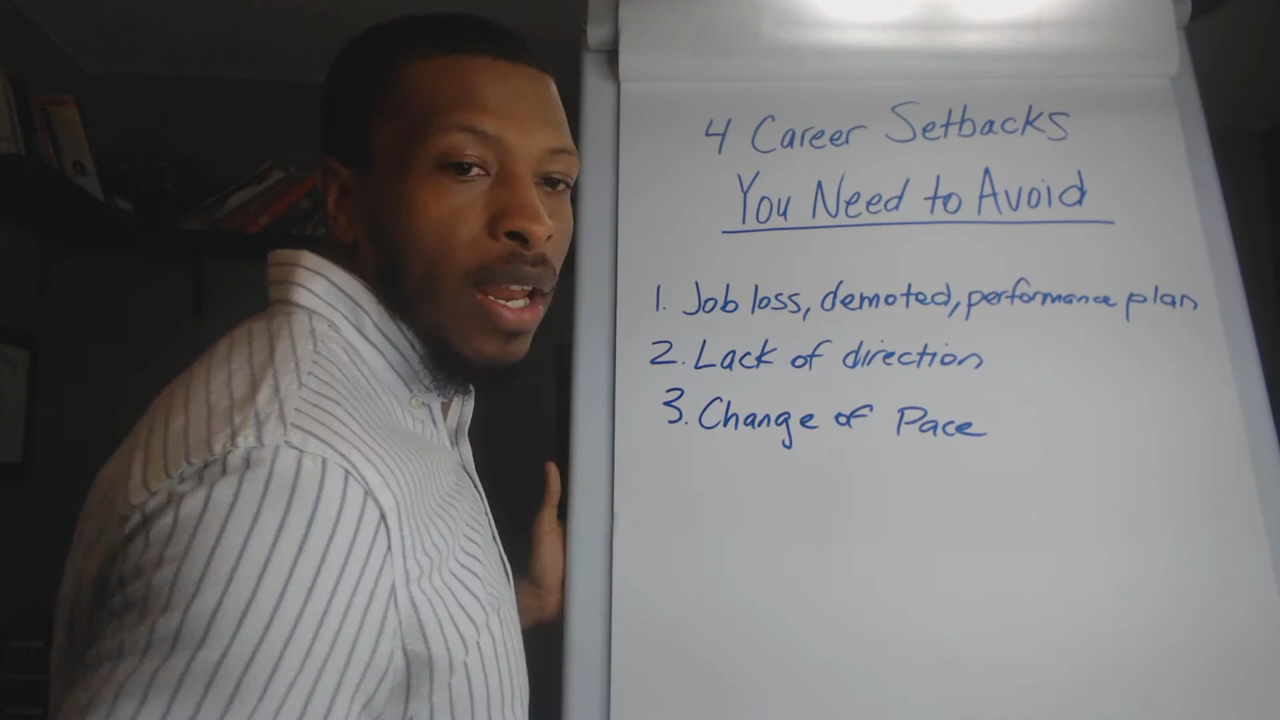 4 Career Setbacks
You Need to Avoid
1. Job loss, demoted, performance plan
2. Lack of direction
3. Change of Pace